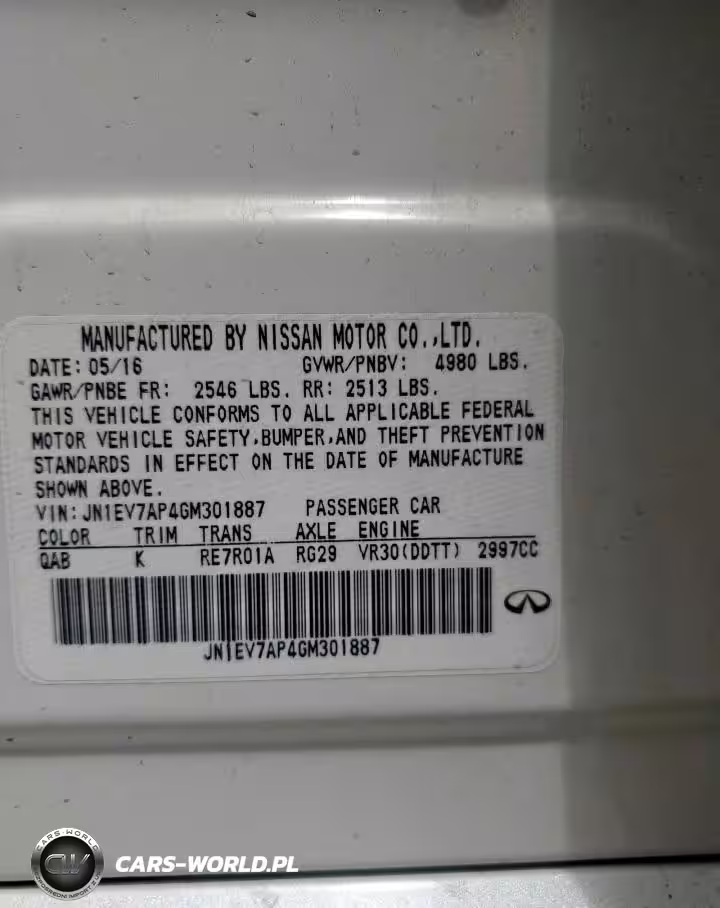 MANUFACTURED BY NISSAN MOTOR CO.,LTD.
DATE: 05/16 GVWR/PNBV: 4980 LBS.
GAWR/PNBE FR: 2546 LBS. RR: 2513 LBS.
THIS VEHICLE CONFORMS TO ALL APPLICABLE FEDERAL
MOTOR VEHICLE SAFETY,BUMPER,AND THEFT PREVENTION
STANDARDS IN EFFECT ON THE DATE OF MANUFACTURE
SHOWN ABOVE.
VIN: JN1EV7AP4GM301887 PASSENGER CAR
COLOR TRIM TRANS AXLE ENGINE
QAB K RE7R01A RG29 VR30(DDTT) 2997CC
JN1EV7AP4GM301887
CARS-WORLD
CW
CARS-WORLD.PL